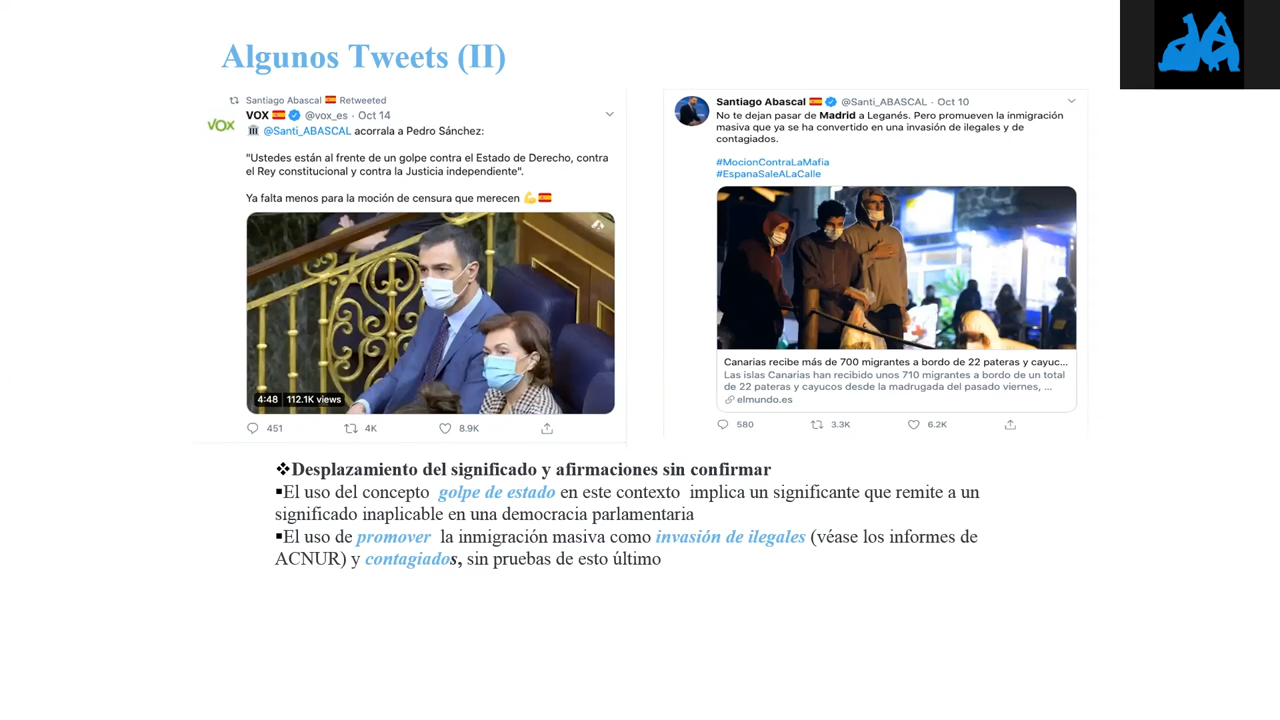 Algunos Tweets (II)
Santiago Abascal 🇪🇸 Retweeted
VOX 🇪🇸 @vox_es · Oct 14
VOX
🏛 @Santi_ABASCAL acorrala a Pedro Sánchez:
"Ustedes están al frente de un golpe contra el Estado de Derecho, contra
el Rey constitucional y contra la Justicia independiente".
Ya falta menos para la moción de censura que merecen 💪🇪🇸
4:48 112.1K views
451 4K 8.9K
Santiago Abascal 🇪🇸 @Santi_ABASCAL · Oct 10
No te dejan pasar de Madrid a Leganés. Pero promueven la inmigración
masiva que ya se ha convertido en una invasión de ilegales y de
contagiados.
#MocionContraLaMafia
#EspanaSaleALaCalle
Canarias recibe más de 700 migrantes a bordo de 22 pateras y cayuc...
Las islas Canarias han recibido unos 710 migrantes a bordo de un total
de 22 pateras y cayucos desde la madrugada del pasado viernes, ...
elmundo.es
580 3.3K 6.2K
❖Desplazamiento del significado y afirmaciones sin confirmar
▪El uso del concepto golpe de estado en este contexto implica un significante que remite a un
significado inaplicable en una democracia parlamentaria
▪El uso de promover la inmigración masiva como invasión de ilegales (véase los informes de
ACNUR) y contagiados, sin pruebas de esto último